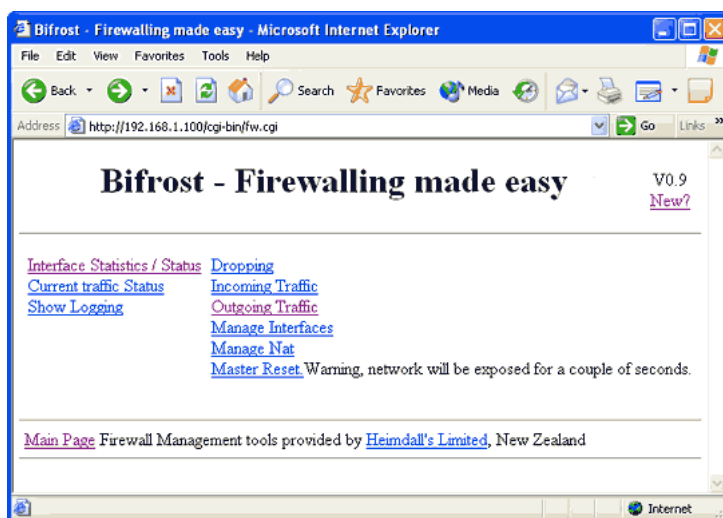 Bifrost - Firewalling made easy - Microsoft Internet Explorer
File Edit View Favorites Tools Help
Back Search Favorites Media
Address http://192.168.1.100/cgi-bin/fw.cgi Go Links »
Bifrost - Firewalling made easy
V0.9
New?
Interface Statistics / Status Dropping
Current traffic Status Incoming Traffic
Show Logging Outgoing Traffic
Manage Interfaces
Manage Nat
Master Reset. Warning, network will be exposed for a couple of seconds.
Main Page Firewall Management tools provided by Heimdall's Limited, New Zealand
Internet